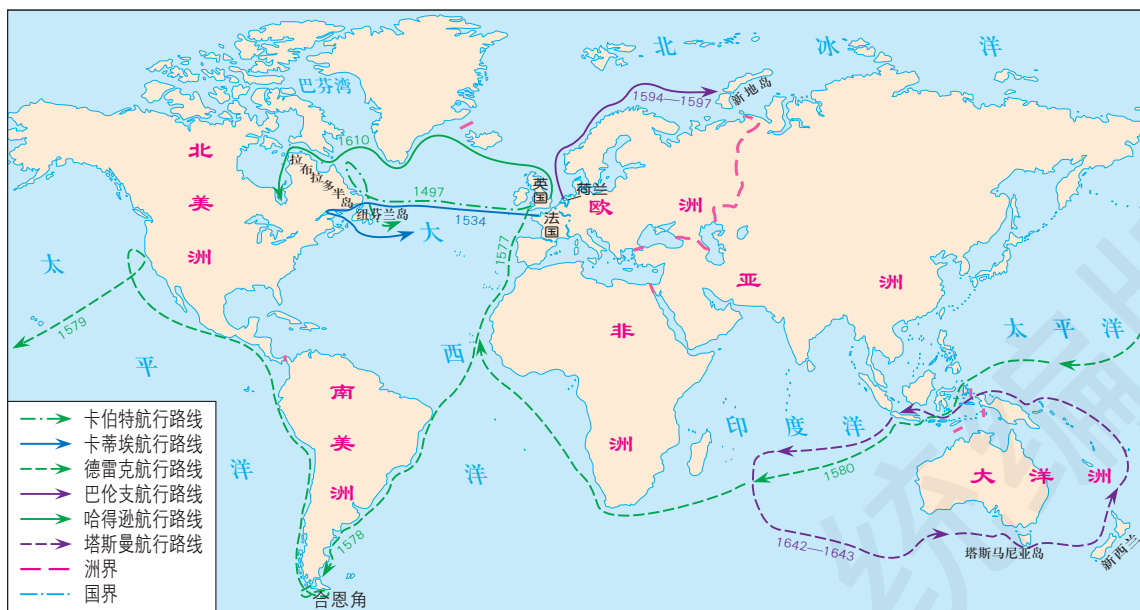 北冰洋
巴芬湾
1594—1597
新地岛
1610
北美洲
拉布拉多半岛
1497
英国
荷兰
欧洲
纽芬兰岛
1534
法国
大西洋
1577
亚洲
太平洋
1579
非洲
太平洋
南美洲
印度洋
1580
大洋洲
1578
1642—1643
塔斯马尼亚岛
新西兰
合恩角
卡伯特航行路线
卡蒂埃航行路线
德雷克航行路线
巴伦支航行路线
哈得逊航行路线
塔斯曼航行路线
洲界
国界